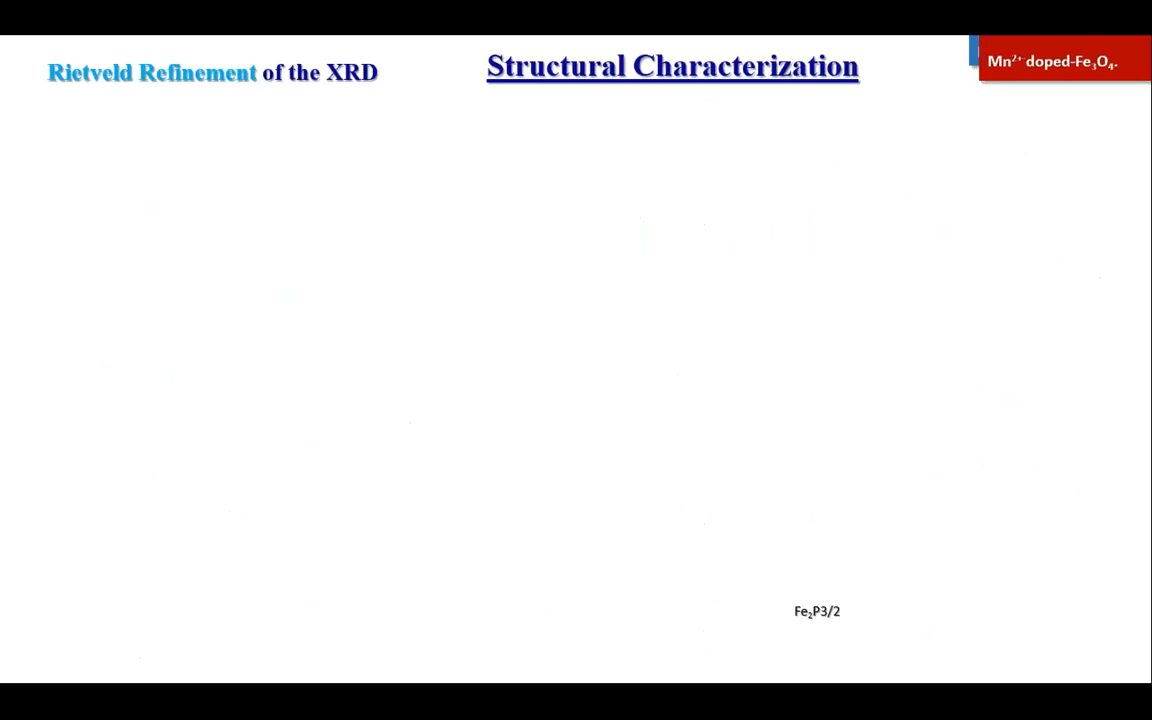 Structural Characterization
Rietveld Refinement of the XRD
Mn²⁺ doped-Fe₃O₄.
Fe₂P3/2